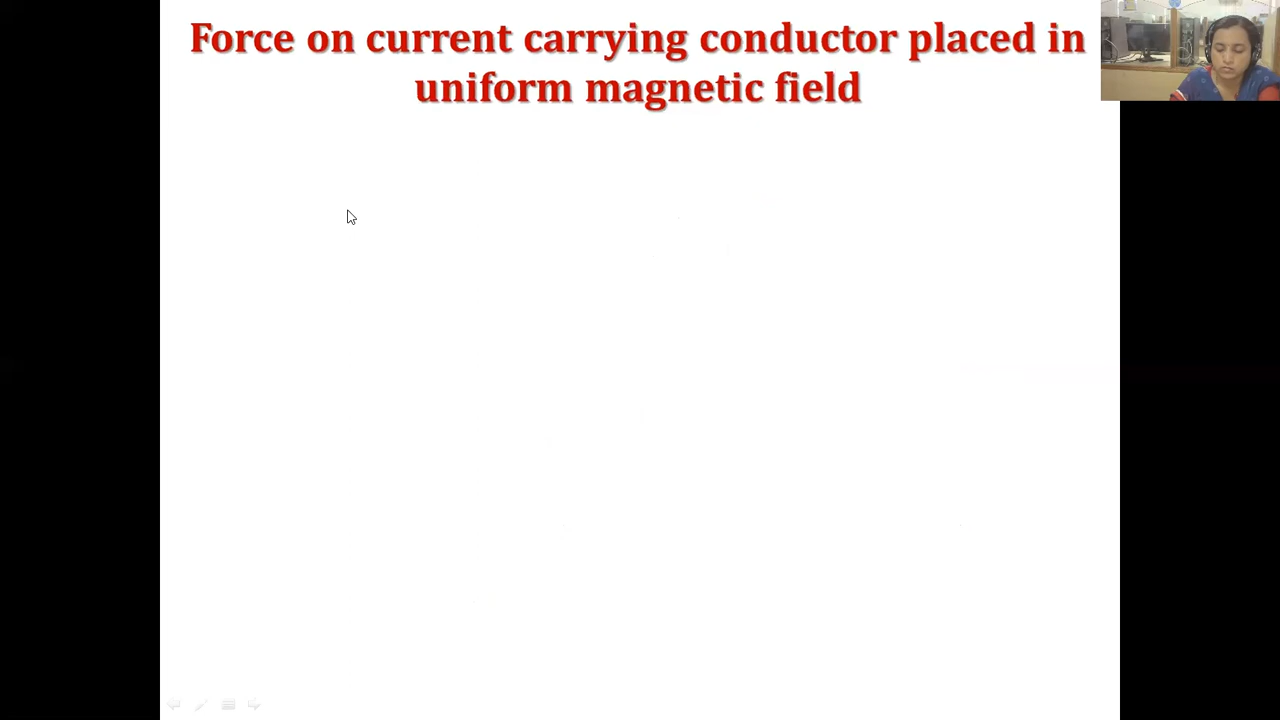 Force on current carrying conductor placed in
uniform magnetic field